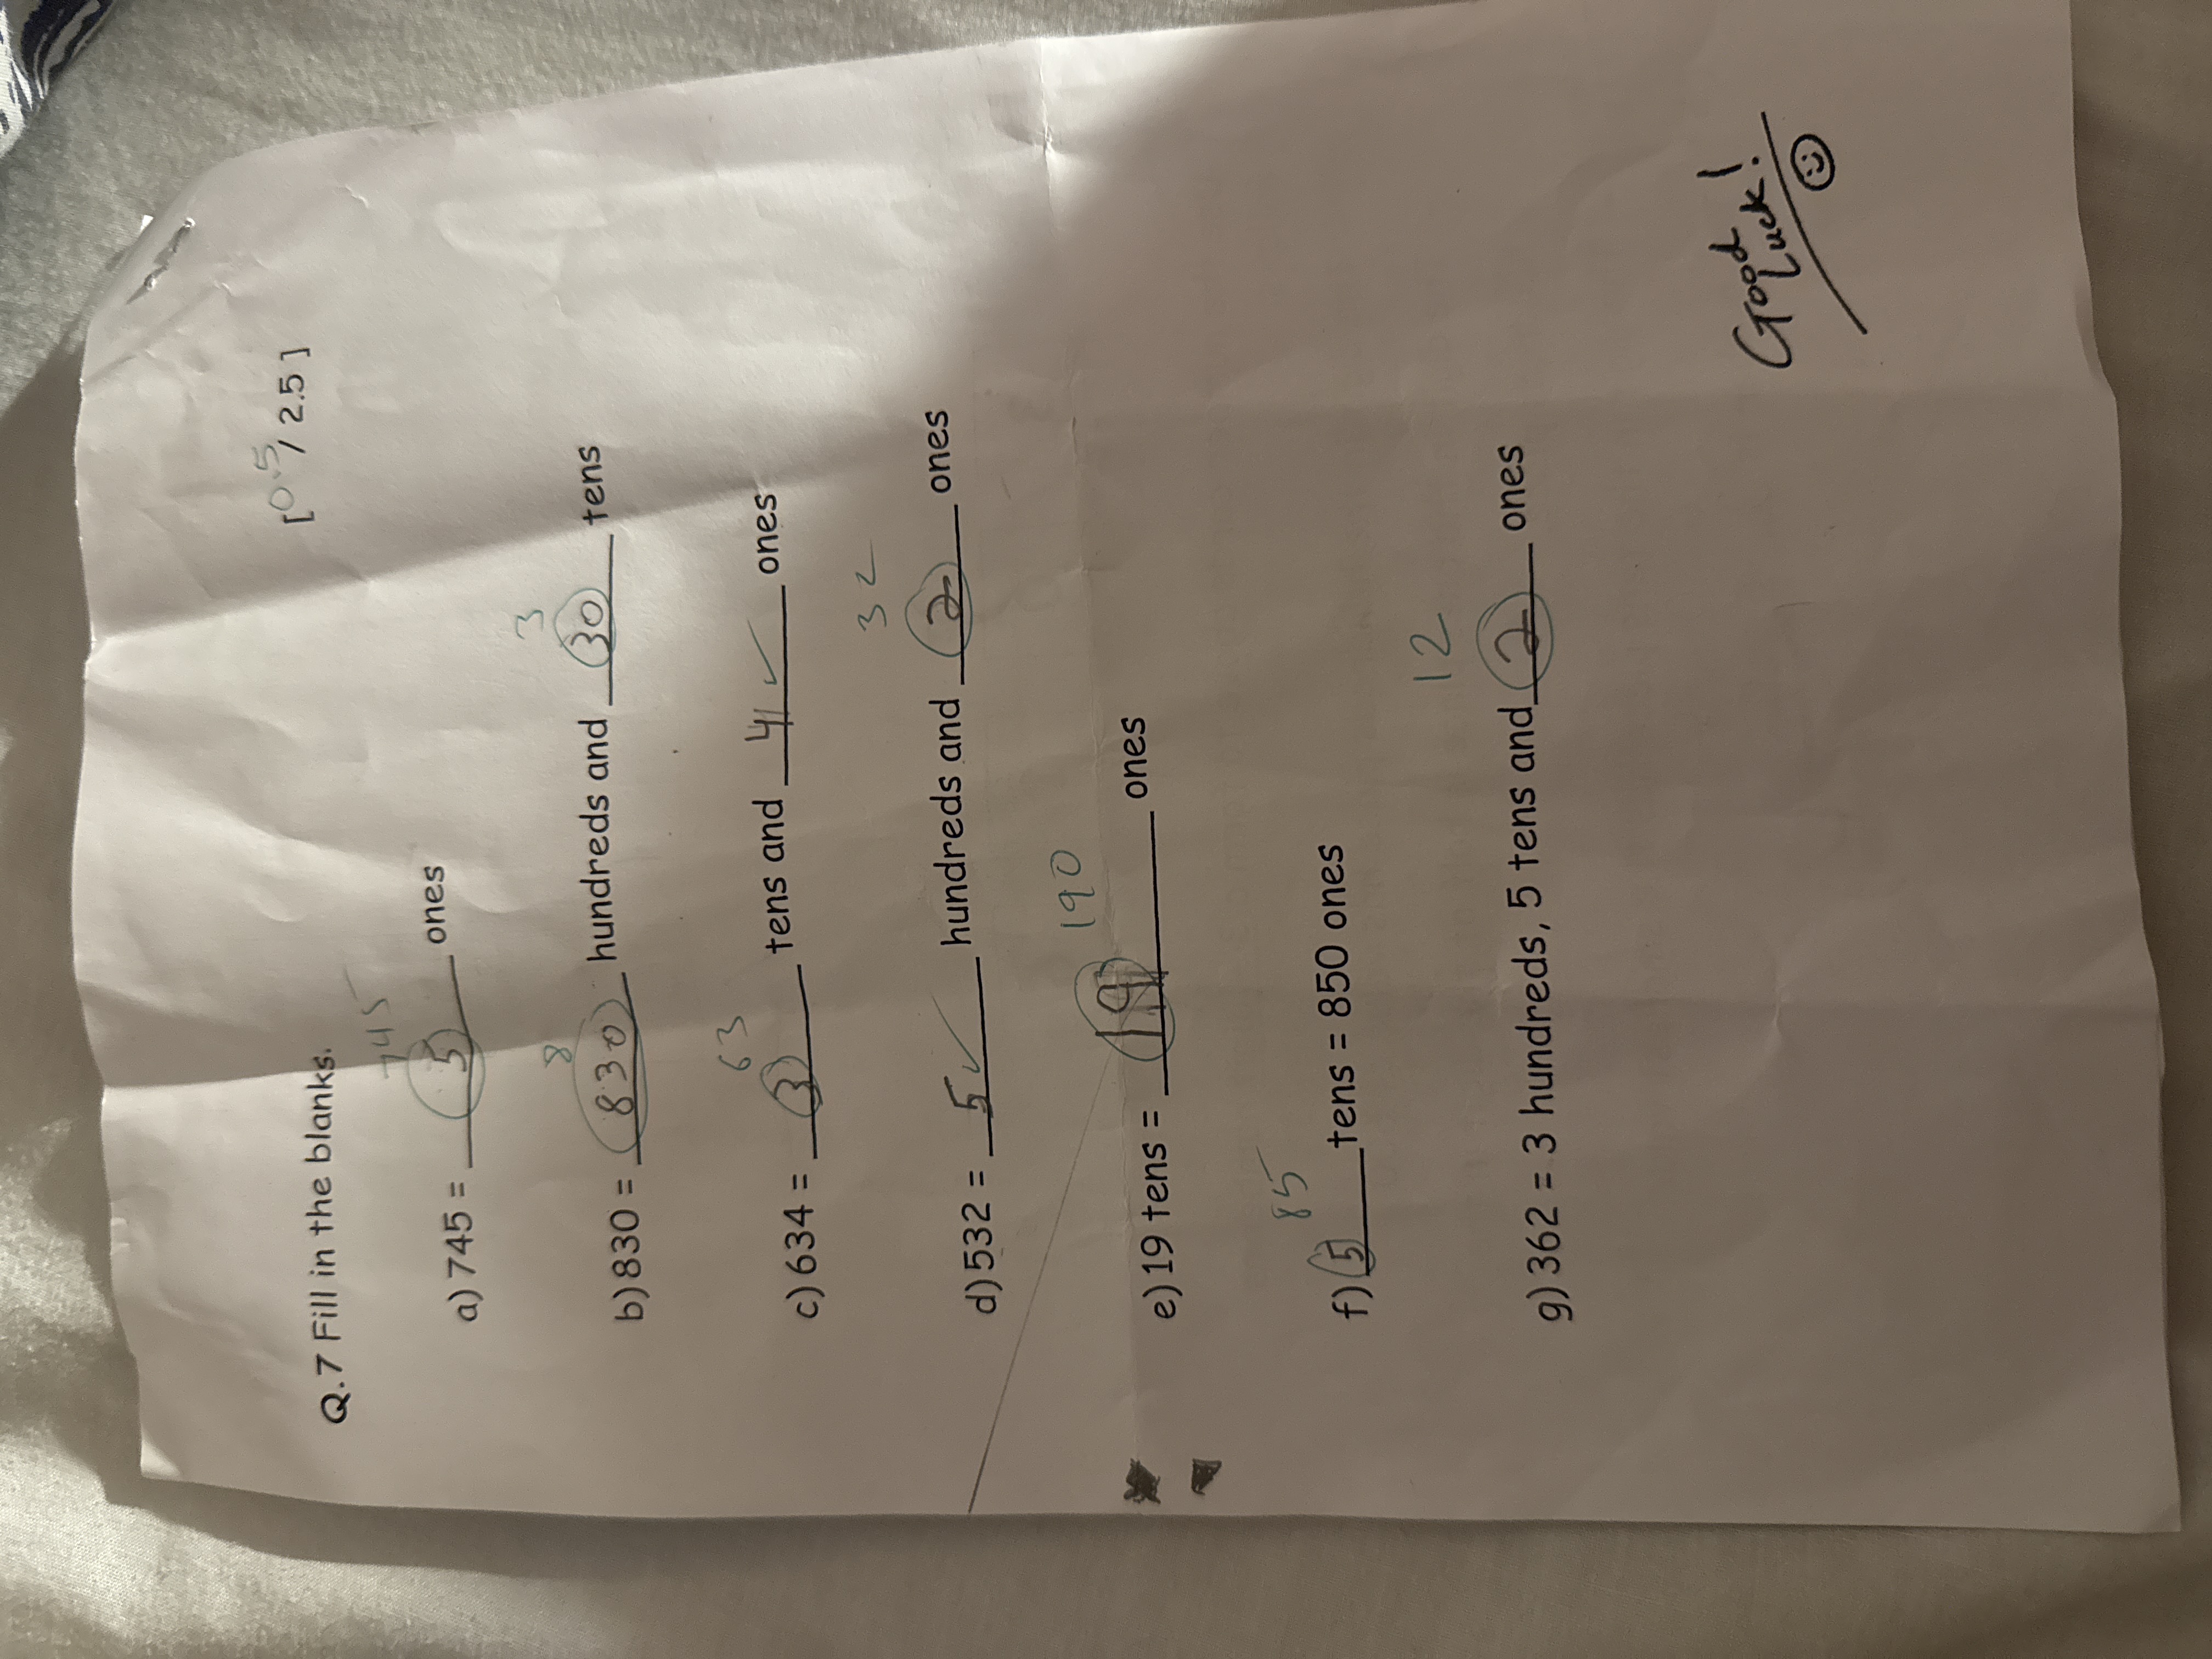 [0.5/2.5]
Q.7 Fill in the blanks.
745
a) 745 = 5 ones
8 3
b) 830 = 830 hundreds and 30 tens
63
c) 634 = 3 tens and 4 ones
32
d) 532 = 5 hundreds and 2 ones
190
e) 19 tens = 19 ones
85
f) 5 tens = 850 ones
12
g) 362 = 3 hundreds, 5 tens and 2 ones
Good
Luck!